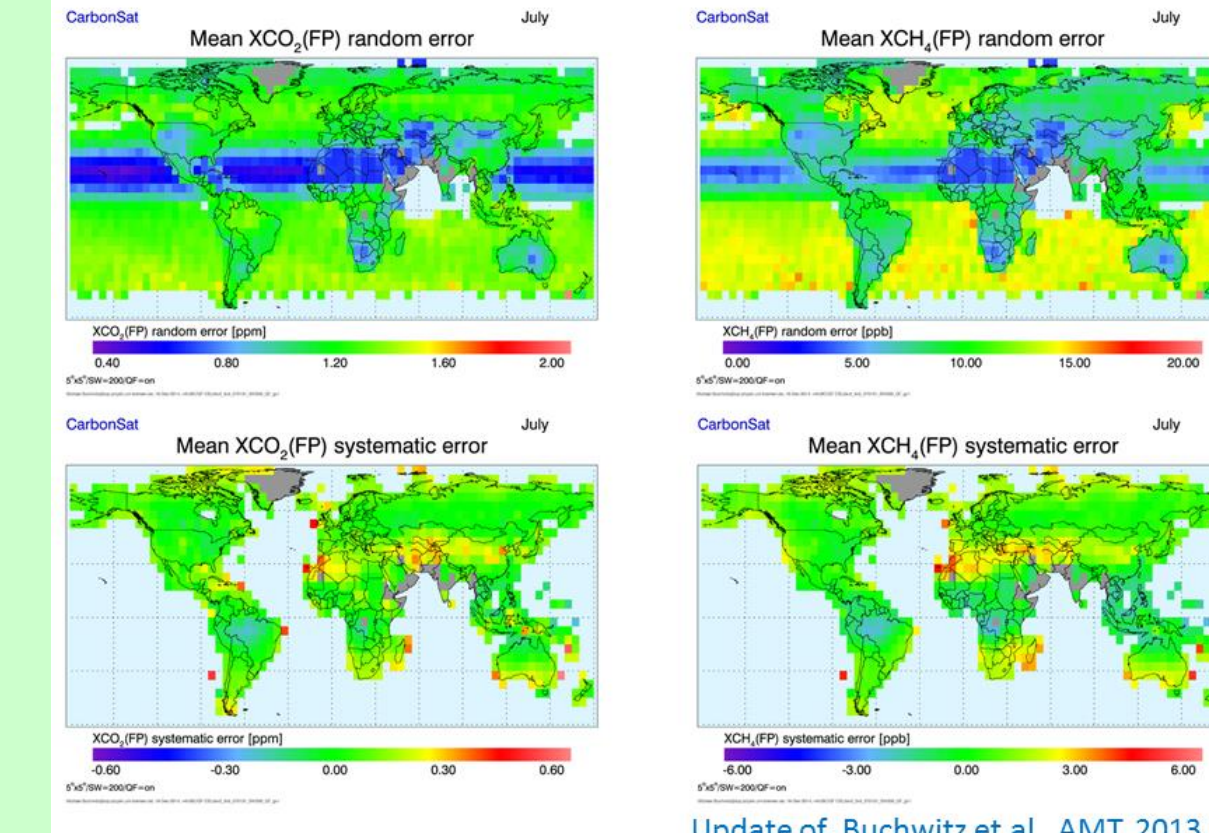 CarbonSat July
Mean XCO₂(FP) random error
XCO₂(FP) random error [ppm]
0.40 0.80 1.20 1.60 2.00
5°x5°/SW=200/QF=on
CarbonSat July
Mean XCH₄(FP) random error
XCH₄(FP) random error [ppb]
0.00 5.00 10.00 15.00 20.00
5°x5°/SW=200/QF=on
CarbonSat July
Mean XCO₂(FP) systematic error
XCO₂(FP) systematic error [ppm]
-0.60 -0.30 0.00 0.30 0.60
5°x5°/SW=200/QF=on
CarbonSat July
Mean XCH₄(FP) systematic error
XCH₄(FP) systematic error [ppb]
-6.00 -3.00 0.00 3.00 6.00
5°x5°/SW=200/QF=on
Update of Buchwitz et al., AMT, 2013